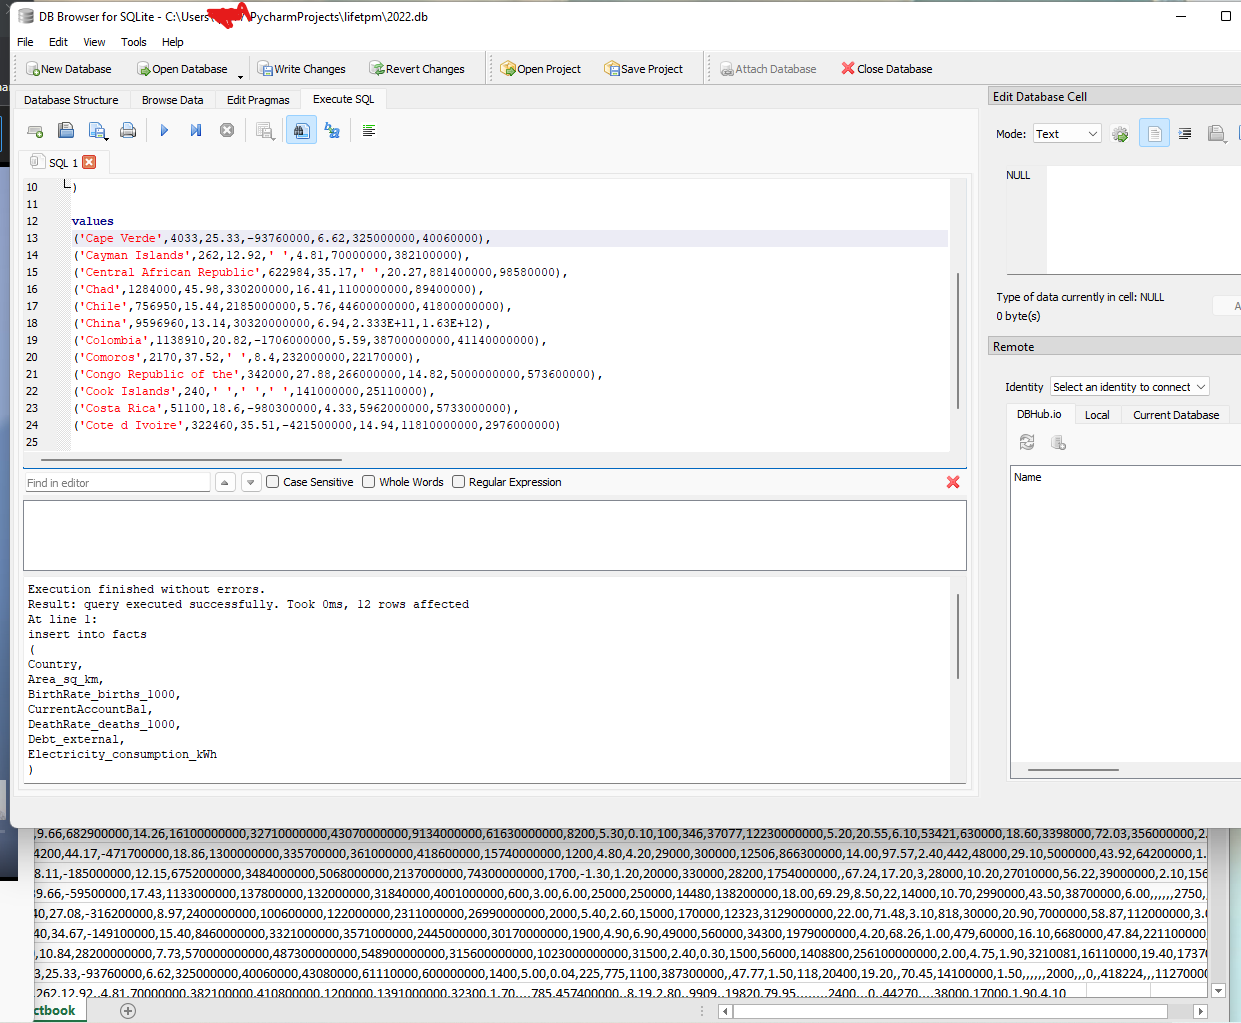 DB Browser for SQLite - C:\Users\ \PycharmProjects\lifetpm\2022.db
File Edit View Tools Help
New Database Open Database Write Changes Revert Changes Open Project Save Project Attach Database Close Database
Database Structure Browse Data Edit Pragmas Execute SQL
SQL 1
10 )
11
12 values
13 ('Cape Verde',4033,25.33,-93760000,6.62,325000000,40060000),
14 ('Cayman Islands',262,12.92,' ',4.81,70000000,382100000),
15 ('Central African Republic',622984,35.17,' ',20.27,881400000,98580000),
16 ('Chad',1284000,45.98,330200000,16.41,1100000000,89400000),
17 ('Chile',756950,15.44,2185000000,5.76,44600000000,41800000000),
18 ('China',9596960,13.14,30320000000,6.94,2.333E+11,1.63E+12),
19 ('Colombia',1138910,20.82,-1706000000,5.59,38700000000,41140000000),
20 ('Comoros',2170,37.52,' ',8.4,232000000,22170000),
21 ('Congo Republic of the',342000,27.88,266000000,14.82,5000000000,573600000),
22 ('Cook Islands',240,' ',' ',' ',141000000,25110000),
23 ('Costa Rica',51100,18.6,-980300000,4.33,5962000000,5733000000),
24 ('Cote d Ivoire',322460,35.51,-421500000,14.94,11810000000,2976000000)
25
Find in editor Case Sensitive Whole Words Regular Expression
Execution finished without errors.
Result: query executed successfully. Took 0ms, 12 rows affected
At line 1:
insert into facts
(
Country,
Area_sq_km,
BirthRate_births_1000,
CurrentAccountBal,
DeathRate_deaths_1000,
Debt_external,
Electricity_consumption_kWh
)
Edit Database Cell
Mode: Text
NULL
Type of data currently in cell: NULL
0 byte(s)
A
Remote
Identity Select an identity to connect
DBHub.io Local Current Database
Name
,9.66,682900000,14.26,16100000000,32710000000,43070000000,9134000000,61630000000,8200,5.30,0.10,100,346,37077,12230000000,5.20,20.55,6.10,53421,630000,18.60,3398000,72.03,356000000,2.
4200,44.17,-471700000,18.86,1300000000,335700000,361000000,418600000,15740000000,1200,4.80,4.20,29000,300000,12506,866300000,14.00,97.57,2.40,442,48000,29.10,5000000,43.92,64200000,1.
8.11,-185000000,12.15,6752000000,3484000000,5068000000,2137000000,74300000000,1700,-1.30,1.20,20000,330000,28200,1754000000,,67.24,17.20,3,28000,10.20,27010000,56.22,39000000,2.10,156
39.66,-59500000,17.43,1133000000,137800000,132000000,31840000,4001000000,600,3.00,6.00,25000,250000,14480,138200000,18.00,69.29,8.50,22,14000,10.70,2990000,43.50,38700000,6.00,,,,,,2750,
40,27.08,-316200000,8.97,2400000000,100600000,122000000,2311000000,26990000000,2000,5.40,2.60,15000,170000,12323,3129000000,22.00,71.48,3.10,818,30000,20.90,7000000,58.87,112000000,3.
40,34.67,-149100000,15.40,8460000000,3321000000,3571000000,2445000000,30170000000,1900,4.90,6.90,49000,560000,34300,1979000000,4.20,68.26,1.00,479,60000,16.10,6680000,47.84,221100000
,10.84,28200000000,7.73,570000000000,487300000000,548900000000,315600000000,1023000000000,31500,2.40,0.30,1500,56000,1408800,256100000000,2.00,4.75,1.90,3210081,16110000,19.40,17370
3,25.33,-93760000,6.62,325000000,40060000,43080000,61110000,600000000,1400,5.00,0.04,225,775,1100,387300000,,47.77,1.50,118,20400,19.20,,70.45,14100000,1.50,,,,,,2000,,,0,,418224,,,11270000
262,12.92,,4.81,70000000,382100000,410800000,1200000,1391000000,32300,1.70,,,,785,457400000,,8.19,2.80,,9909,,19820,79.95,,,,,,,,2400,,,0,,44270,,,,38000,17000,1.90,4.10
ctbook